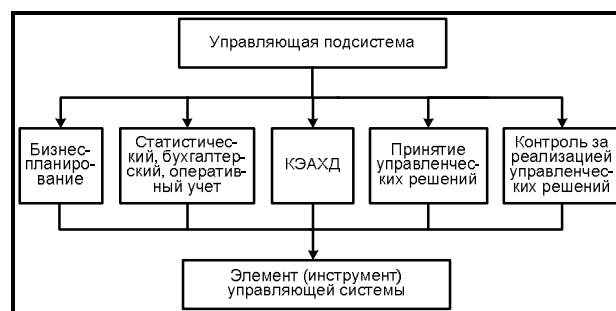 Управляющая подсистема
Бизнес-
планиро-
вание
Статистичес-
кий, бухгалтер-
ский, оператив-
ный учет
КЭАХД
Принятие
управленчес-
ких решений
Контроль за
реализацией
управленчес-
ких решений
Элемент (инструмент)
управляющей системы